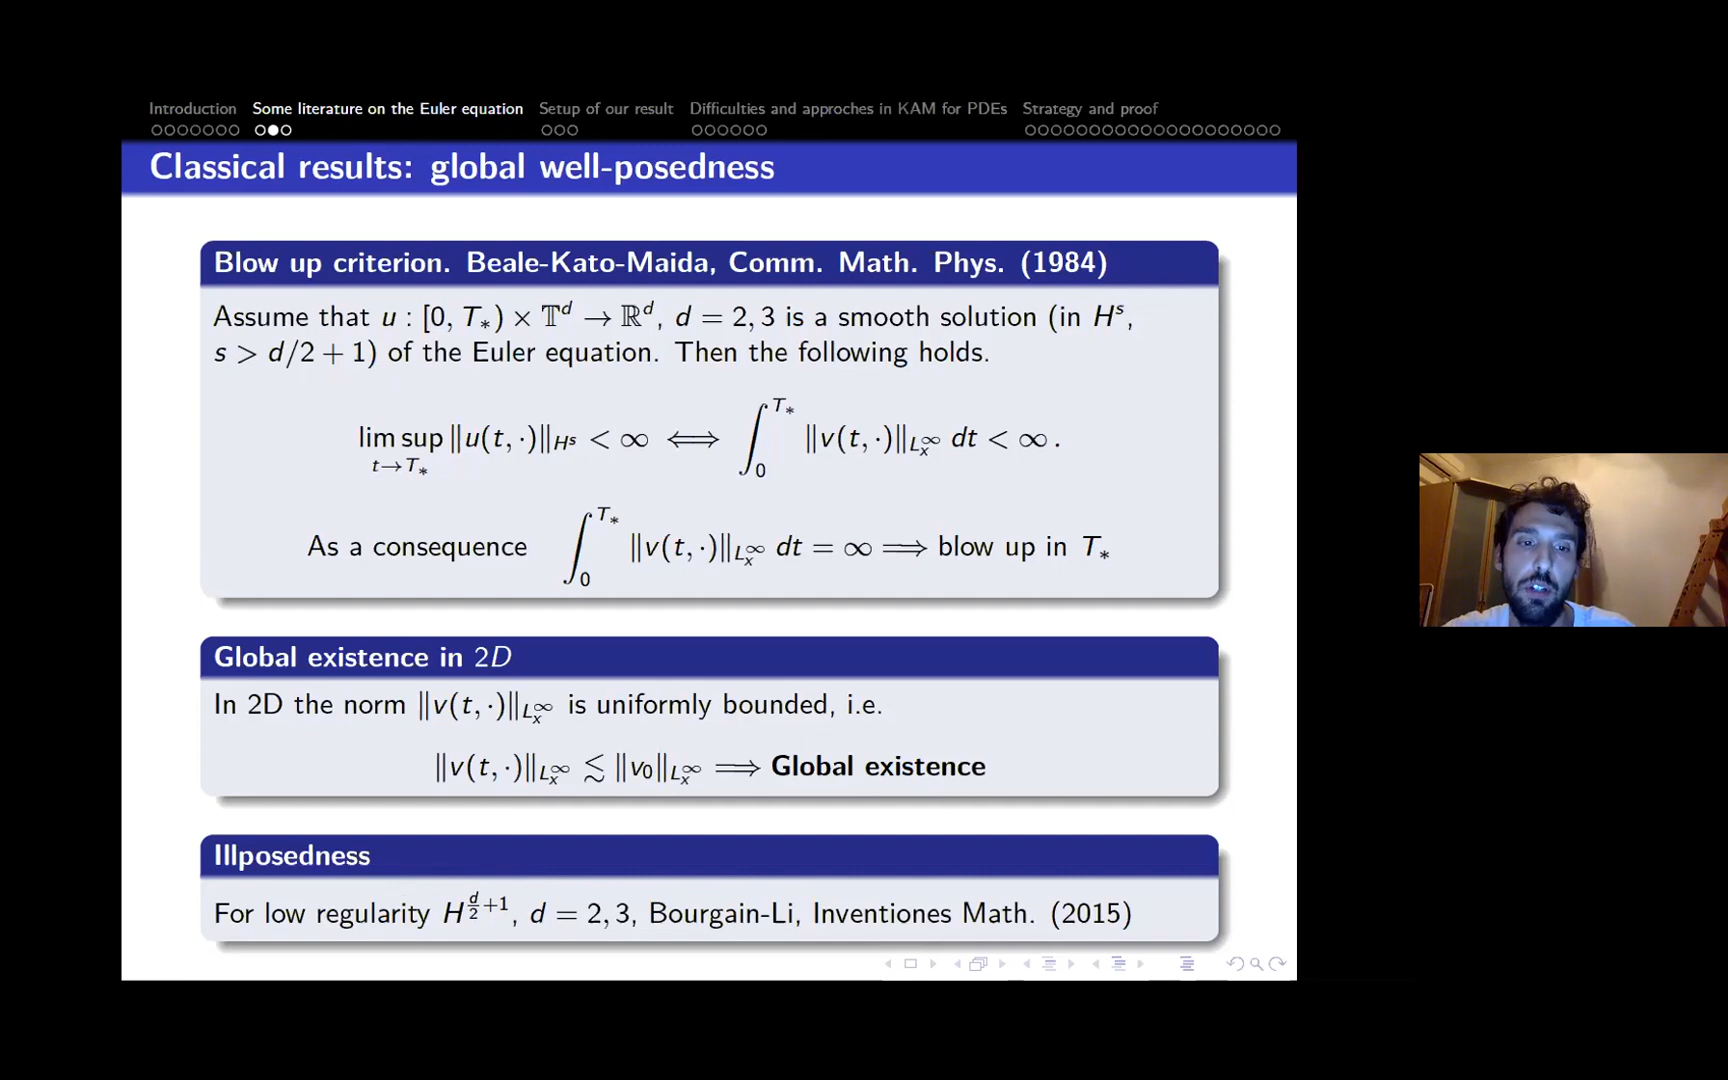 Introduction Some literature on the Euler equation Setup of our result Difficulties and approches in KAM for PDEs Strategy and proof
Classical results: global well-posedness
Blow up criterion. Beale-Kato-Maida, Comm. Math. Phys. (1984)
Assume that u : [0, T∗) × 𝕋^d → ℝ^d, d = 2, 3 is a smooth solution (in H^s,
s > d/2 + 1) of the Euler equation. Then the following holds.
lim sup_{t→T∗} ‖u(t, ·)‖_{H^s} < ∞ ⟺ ∫_0^{T∗} ‖v(t, ·)‖_{L^∞_x} dt < ∞ .
As a consequence ∫_0^{T∗} ‖v(t, ·)‖_{L^∞_x} dt = ∞ ⟹ blow up in T∗
Global existence in 2D
In 2D the norm ‖v(t, ·)‖_{L^∞_x} is uniformly bounded, i.e.
‖v(t, ·)‖_{L^∞_x} ≲ ‖v_0‖_{L^∞_x} ⟹ Global existence
Illposedness
For low regularity H^{d/2+1}, d = 2, 3, Bourgain-Li, Inventiones Math. (2015)